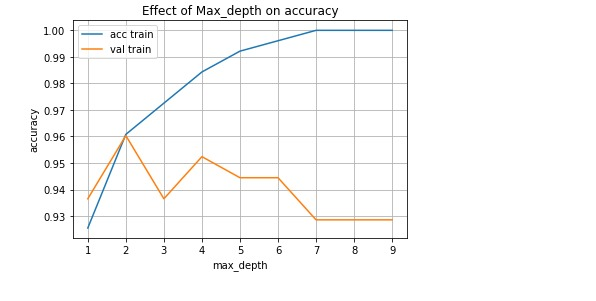 Effect of Max_depth on accuracy
acc train
val train
1.00
0.99
0.98
0.97
0.96
0.95
0.94
0.93
accuracy
1 2 3 4 5 6 7 8 9
max_depth